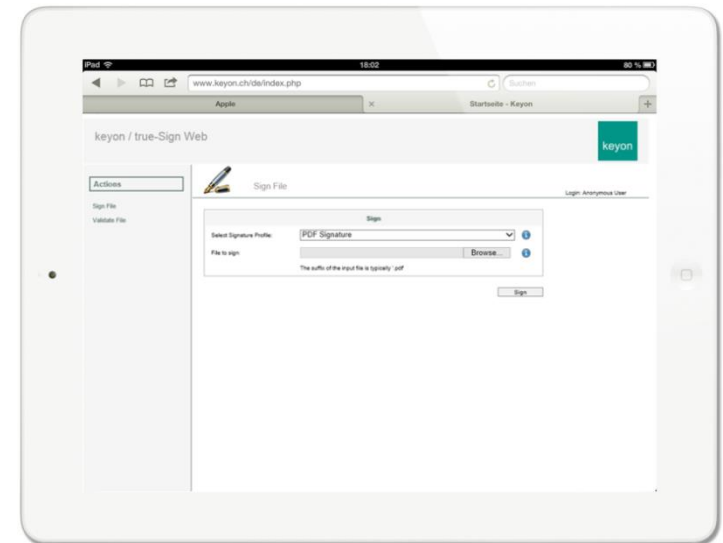 iPad 18:02 80 %
www.keyon.ch/de/index.php Suchen
Apple Startseite - Keyon
keyon / true-Sign Web
keyon
Actions
Sign File
Login: Anonymous User
Sign File
Validate File
Sign
Select Signature Profile: PDF Signature
File to sign: Browse...
The suffix of the input file is typically '.pdf'
Sign